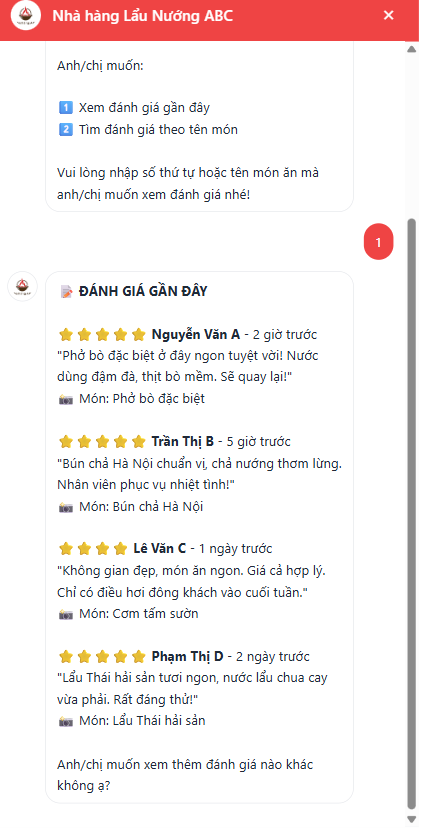 Nhà hàng Lẩu Nướng ABC
Anh/chị muốn:
1 Xem đánh giá gần đây
2 Tìm đánh giá theo tên món
Vui lòng nhập số thứ tự hoặc tên món ăn mà
anh/chị muốn xem đánh giá nhé!
1
ĐÁNH GIÁ GẦN ĐÂY
Nguyễn Văn A - 2 giờ trước
"Phở bò đặc biệt ở đây ngon tuyệt vời! Nước
dùng đậm đà, thịt bò mềm. Sẽ quay lại!"
Món: Phở bò đặc biệt
Trần Thị B - 5 giờ trước
"Bún chả Hà Nội chuẩn vị, chả nướng thơm lừng.
Nhân viên phục vụ nhiệt tình!"
Món: Bún chả Hà Nội
Lê Văn C - 1 ngày trước
"Không gian đẹp, món ăn ngon. Giá cả hợp lý.
Chỉ có điều hơi đông khách vào cuối tuần."
Món: Cơm tấm sườn
Phạm Thị D - 2 ngày trước
"Lẩu Thái hải sản tươi ngon, nước lẩu chua cay
vừa phải. Rất đáng thử!"
Món: Lẩu Thái hải sản
Anh/chị muốn xem thêm đánh giá nào khác
không ạ?